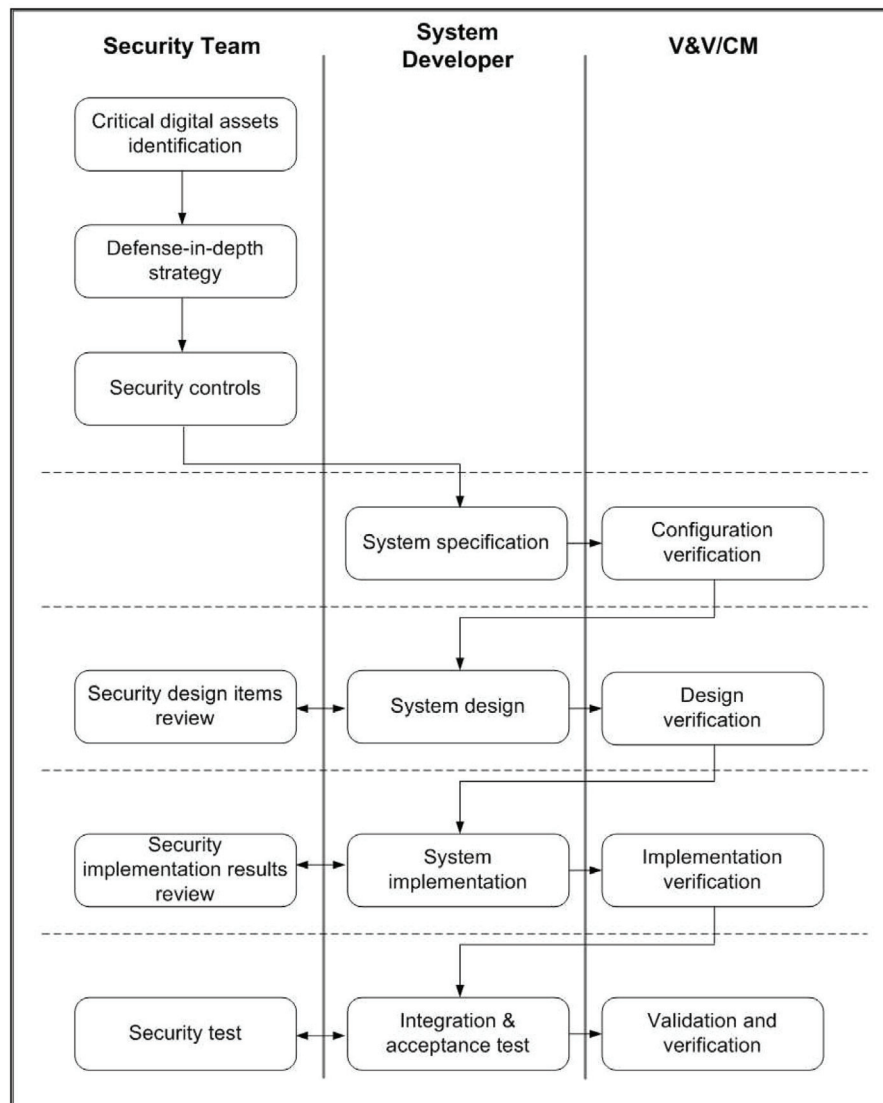 Security Team
System
Developer
V&V/CM
Critical digital assets
identification
Defense-in-depth
strategy
Security controls
System specification
Configuration
verification
Security design items
review
System design
Design
verification
Security
implementation results
review
System
implementation
Implementation
verification
Security test
Integration &
acceptance test
Validation and
verification